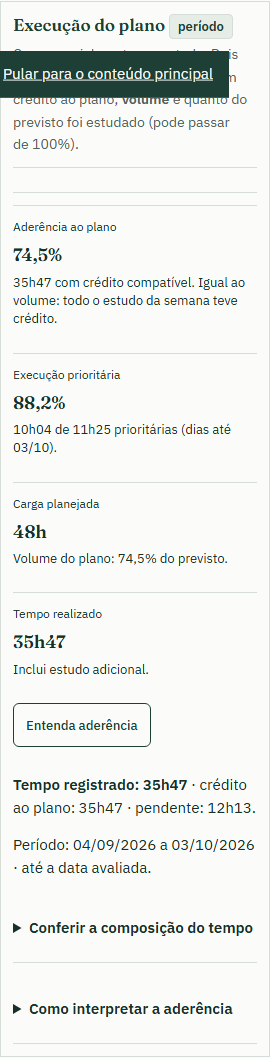 Execução do plano período
Pular para o conteúdo principal
crédito ao plano, volume é quanto do
previsto foi estudado (pode passar
de 100%).
Aderência ao plano
74,5%
35h47 com crédito compatível. Igual ao
volume: todo o estudo da semana teve
crédito.
Execução prioritária
88,2%
10h04 de 11h25 prioritárias (dias até
03/10).
Carga planejada
48h
Volume do plano: 74,5% do previsto.
Tempo realizado
35h47
Inclui estudo adicional.
Entenda aderência
Tempo registrado: 35h47 · crédito
ao plano: 35h47 · pendente: 12h13.
Período: 04/09/2026 a 03/10/2026
· até a data avaliada.
Conferir a composição do tempo
Como interpretar a aderência